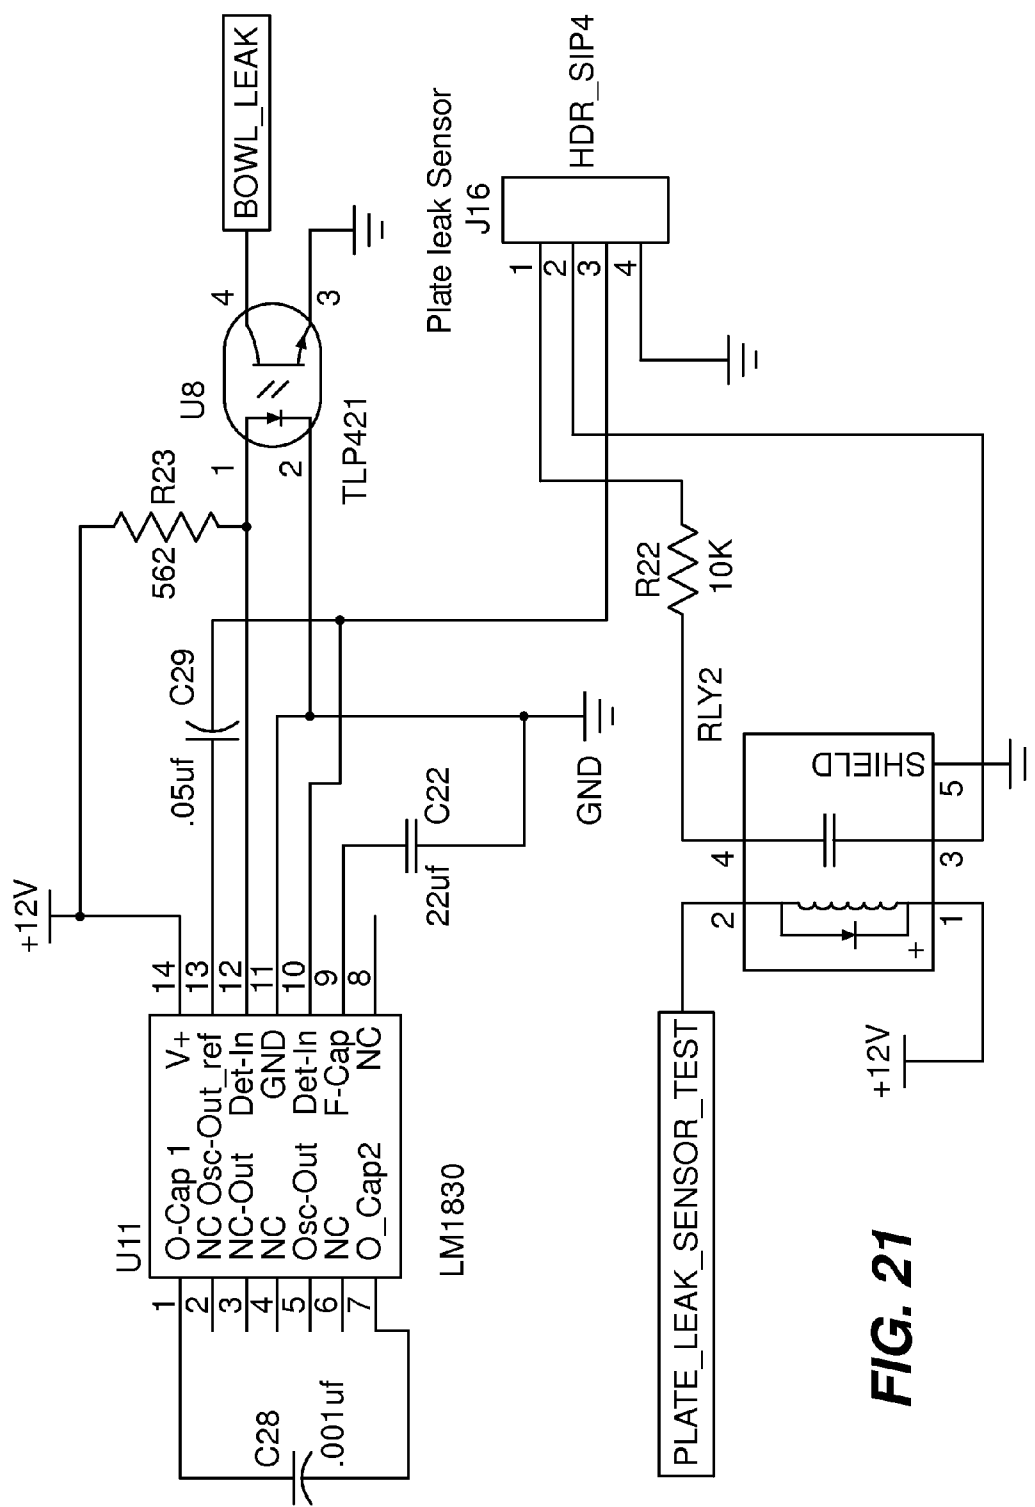 BOWL_LEAK
+12V
562
R23
U8
4
3
1
2
TLP421
Plate leak Sensor
J16
HDR_SIP4
1
2
3
4
.05uf
C29
U11
14
13
12
11
10
9
8
O-Cap 1 V+
NC Osc-Out_ref
NC-Out Det-In
NC GND
Osc-Out Det-In
NC F-Cap
O_Cap2 NC
1
2
3
4
5
6
7
LM1830
C28
.001uf
22uf
C22
GND
R22
10K
RLY2
SHIELD
4
2
5
3
1
+
PLATE_LEAK_SENSOR_TEST
+12V
FIG. 21